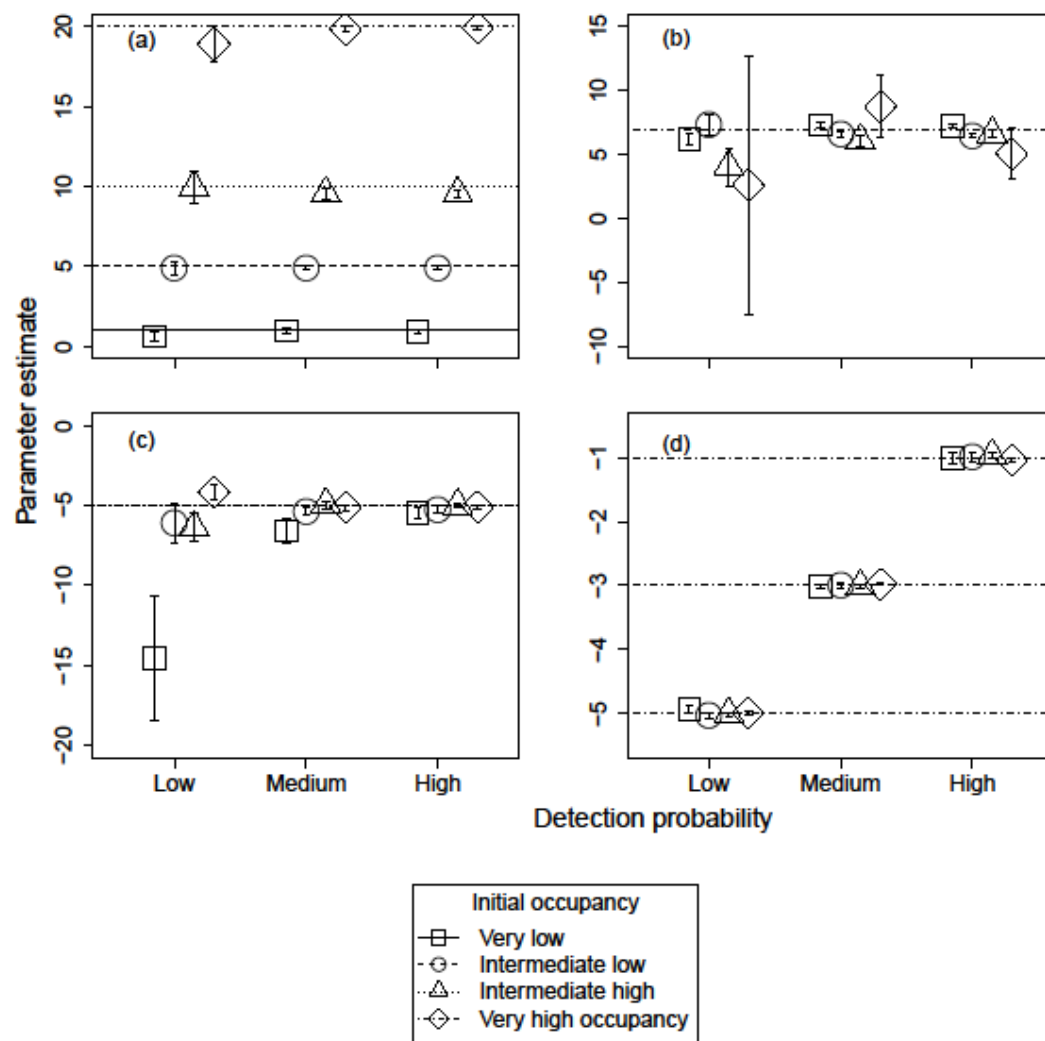 (a)
20
15
10
5
0
(b)
15
10
5
0
−5
−10
Parameter estimate
(c)
0
−5
−10
−15
−20
Low Medium High
(d)
−1
−2
−3
−4
−5
Low Medium High
Detection probability
Initial occupancy
Very low
Intermediate low
Intermediate high
Very high occupancy